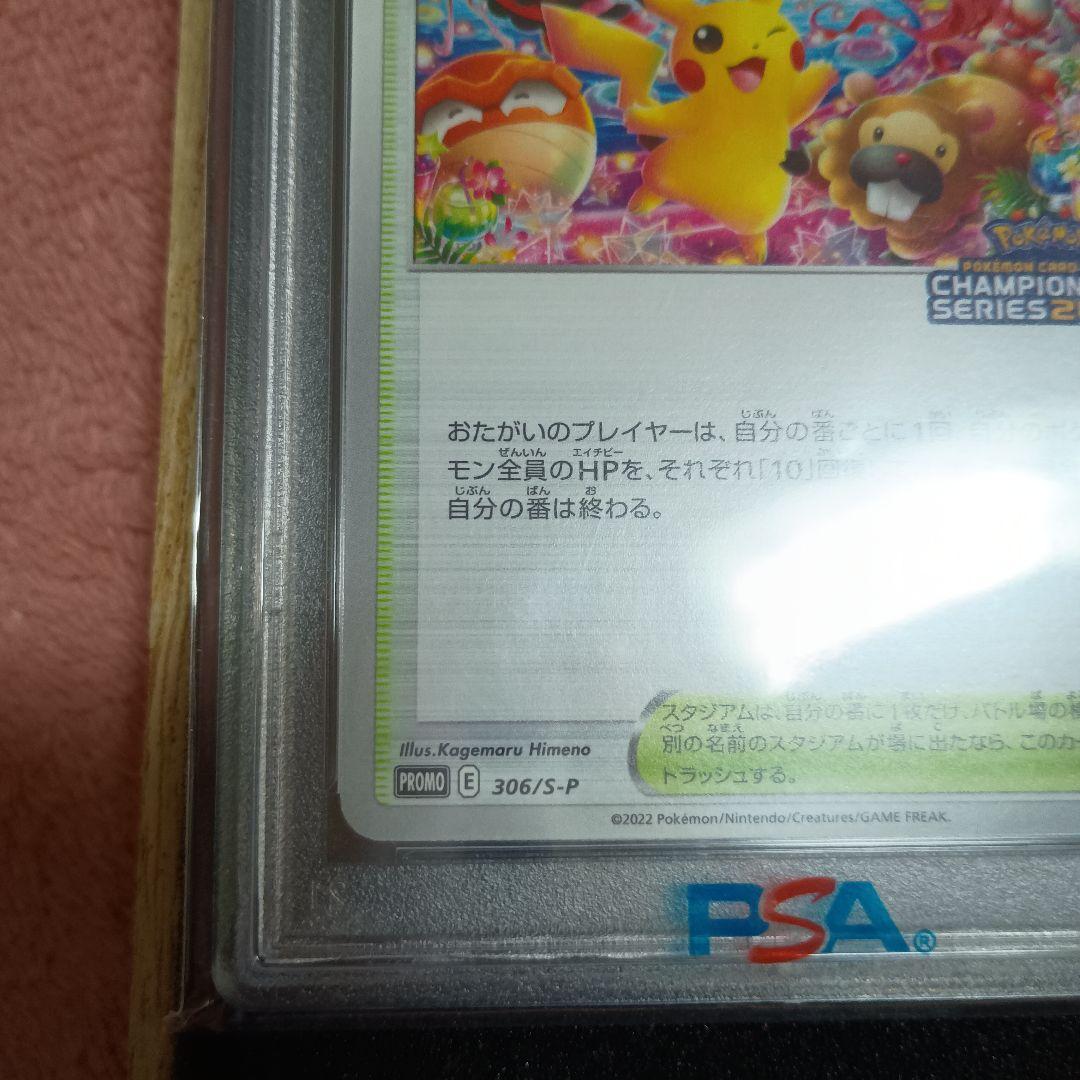 Pokémon
POKÉMON CARD
CHAMPION
SERIES 2
おたがいのプレイヤーは、自分の番ごとに1回
モン全員のHPを、それぞれ「10」回
自分の番は終わる。
スタジアムは、自分の番に1枚だけ、バトル場の
別の名前のスタジアムが場に出たなら、このカー
トラッシュする。
Illus.Kagemaru Himeno
PROMO E 306/S-P
©2022 Pokémon/Nintendo/Creatures/GAME FREAK.
PSA®